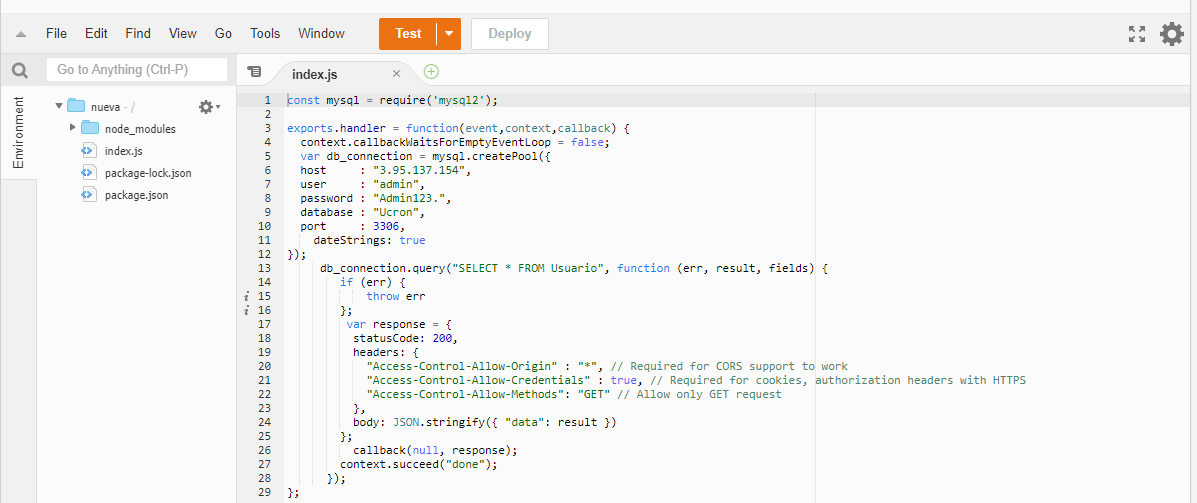 File Edit Find View Go Tools Window Test Deploy
Go to Anything (Ctrl-P)
index.js
Environment
nueva - /
node_modules
index.js
package-lock.json
package.json
1 const mysql = require('mysql2');
2
3 exports.handler = function(event,context,callback) {
4 context.callbackWaitsForEmptyEventLoop = false;
5 var db_connection = mysql.createPool({
6 host : "3.95.137.154",
7 user : "admin",
8 password : "Admin123.",
9 database : "Ucron",
10 port : 3306,
11 dateStrings: true
12 });
13 db_connection.query("SELECT * FROM Usuario", function (err, result, fields) {
14 if (err) {
15 throw err
16 };
17 var response = {
18 statusCode: 200,
19 headers: {
20 "Access-Control-Allow-Origin" : "*", // Required for CORS support to work
21 "Access-Control-Allow-Credentials" : true, // Required for cookies, authorization headers with HTTPS
22 "Access-Control-Allow-Methods": "GET" // Allow only GET request
23 },
24 body: JSON.stringify({ "data": result })
25 };
26 callback(null, response);
27 context.succeed("done");
28 });
29 };